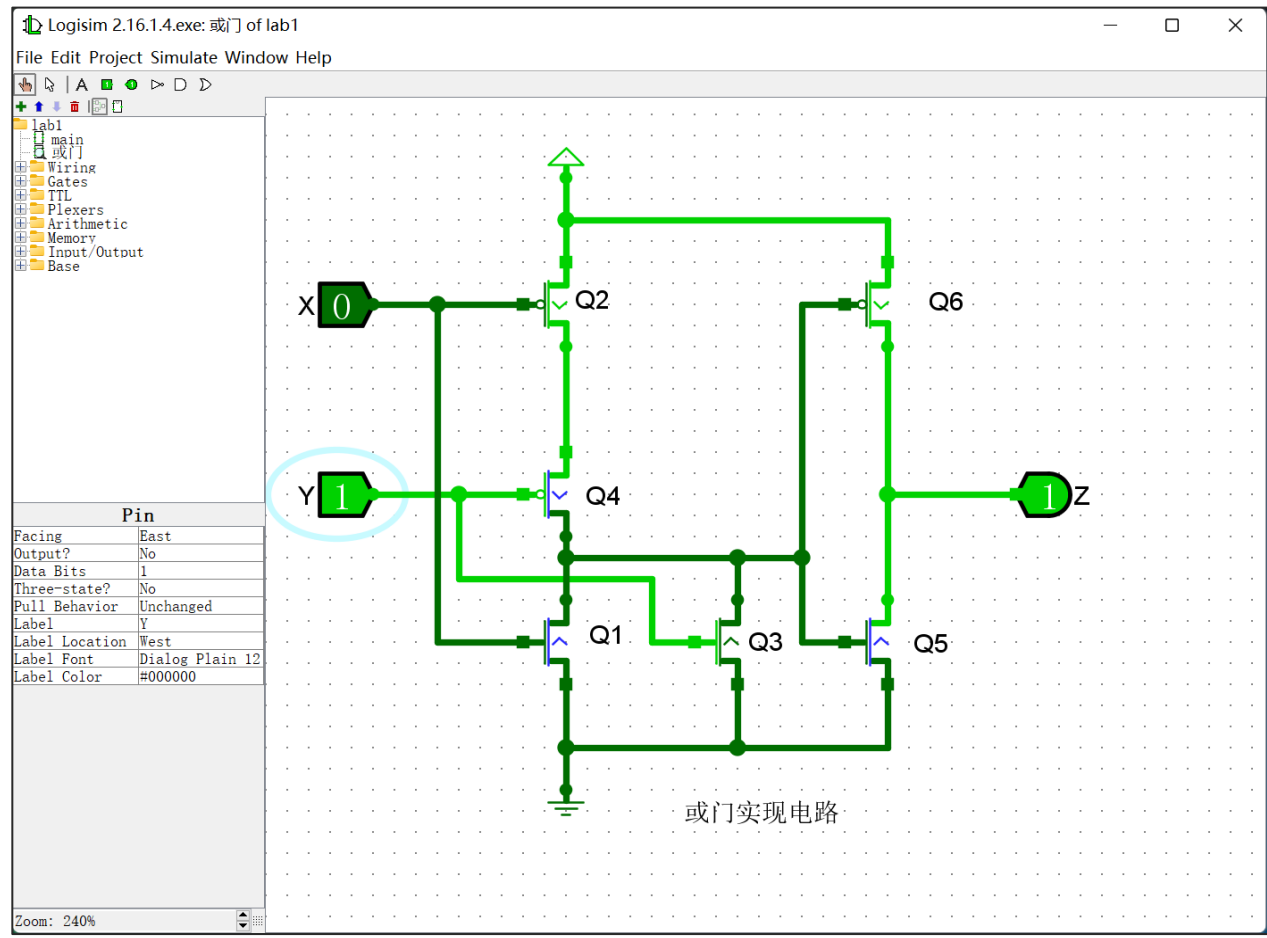 Logisim 2.16.1.4.exe: 或门 of lab1
File Edit Project Simulate Window Help
A
lab1
main
或门
Wiring
Gates
TTL
Plexers
Arithmetic
Memory
Input/Output
Base
Pin
Facing East
Output? No
Data Bits 1
Three-state? No
Pull Behavior Unchanged
Label Y
Label Location West
Label Font Dialog Plain 12
Label Color #000000
Zoom: 240%
X 0 Q2 Q6
Y 1 Q4 1 Z
Q1 Q3 Q5
或门实现电路